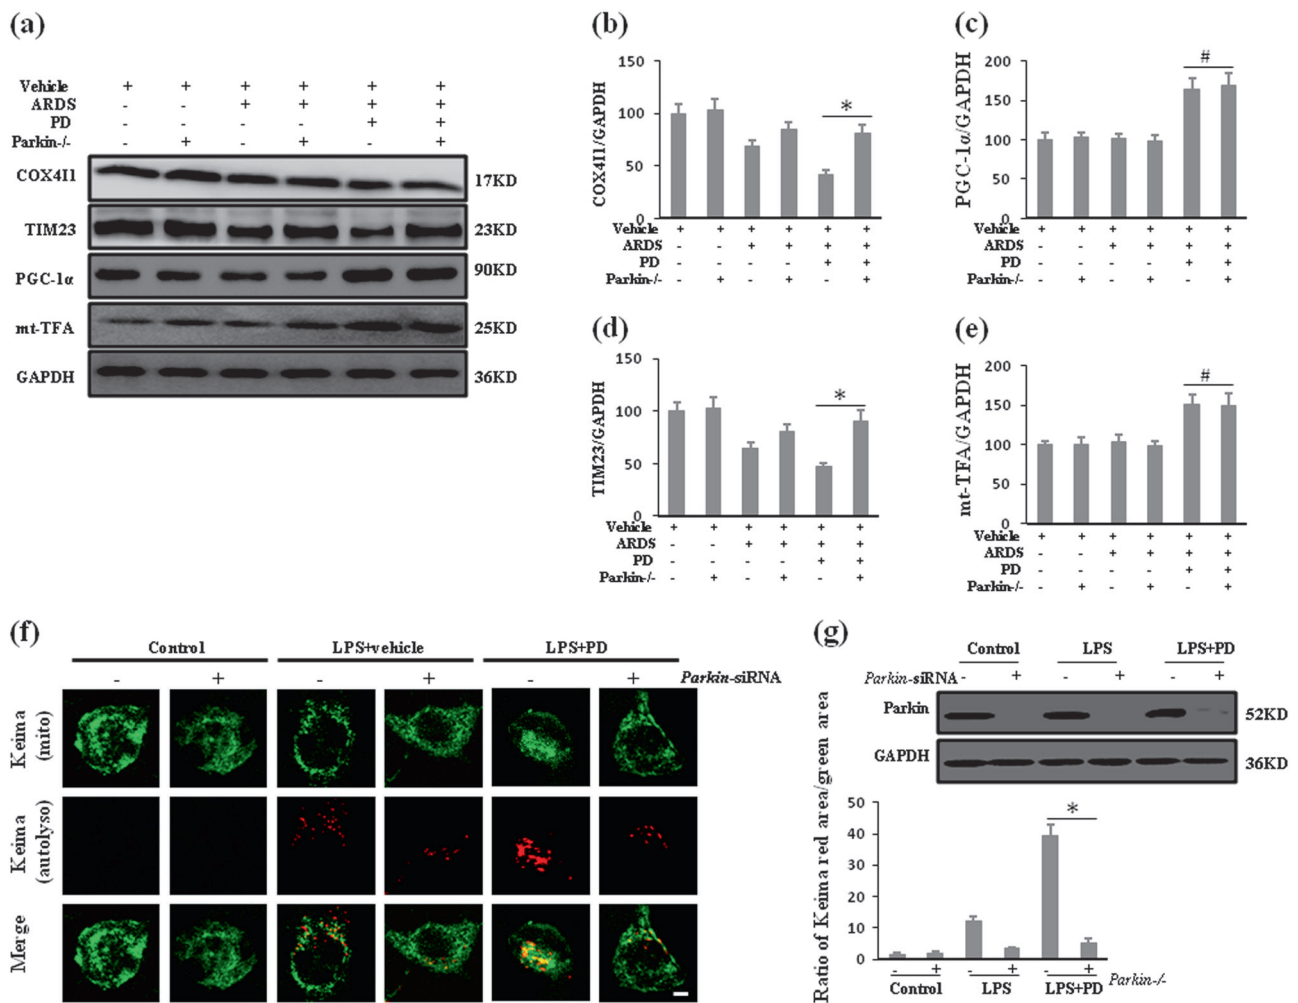 (a)
Vehicle + + + + + +
ARDS - - + + + +
PD - - - - + +
Parkin-/- - + - + - +
COX4I1 17KD
TIM23 23KD
PGC-1α 90KD
mt-TFA 25KD
GAPDH 36KD
(b)
COX4I1/GAPDH
150
100
50
0
*
Vehicle + + + + + +
ARDS - - + + + +
PD - - - - + +
Parkin-/- - + - + - +
(c)
PGC-1α/GAPDH
200
150
100
50
0
#
Vehicle + + + + + +
ARDS - - + + + +
PD - - - - + +
Parkin-/- - + - + - +
(d)
TIM23/GAPDH
150
100
50
0
*
Vehicle + + + + + +
ARDS - - + + + +
PD - - - - + +
Parkin-/- - + - + - +
(e)
mt-TFA/GAPDH
200
150
100
50
0
#
Vehicle + + + + + +
ARDS - - + + + +
PD - - - - + +
Parkin-/- - + - + - +
(f)
Control LPS+vehicle LPS+PD
- + - + - + Parkin-siRNA
Keima
(mito)
Keima
(autolyso)
Merge
(g)
Control LPS LPS+PD
Parkin-siRNA - + - + - +
Parkin 52KD
GAPDH 36KD
Ratio of Keima red area/green area
50
40
30
20
10
0
*
- + - + - + Parkin-/-
Control LPS LPS+PD